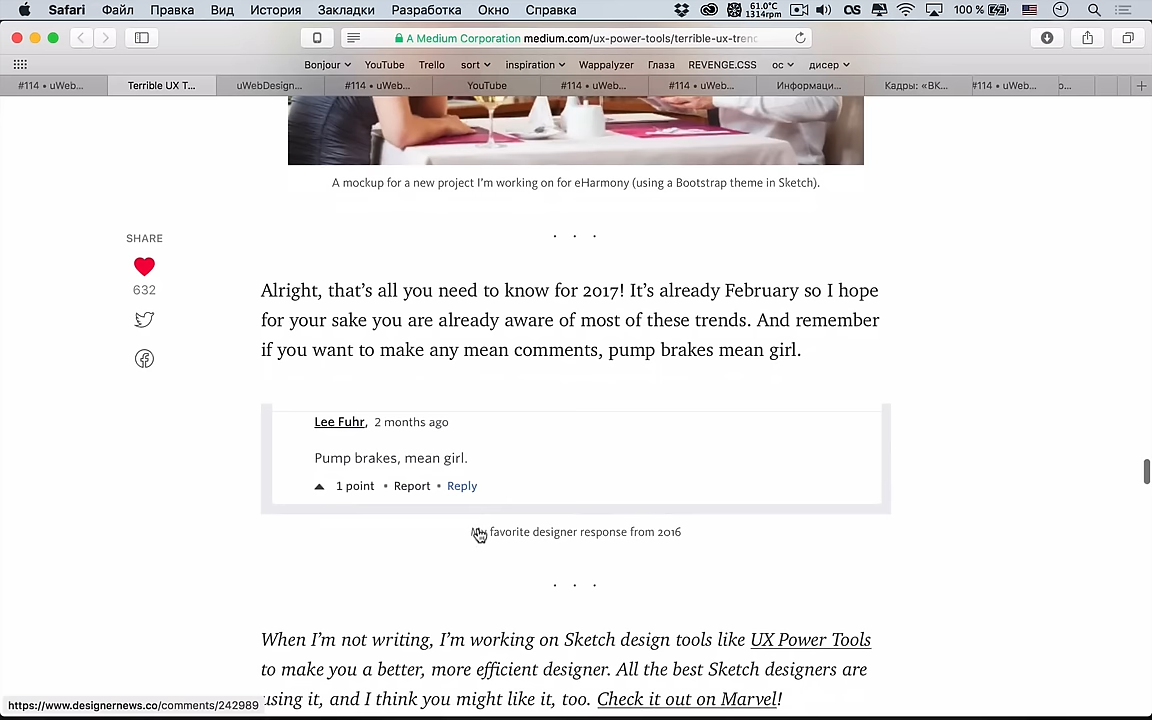 Safari Файл Правка Вид История Закладки Разработка Окно Справка 61.0°C 1314rpm 100 %
A Medium Corporation medium.com/ux-power-tools/terrible-ux-trend
Bonjour YouTube Trello sort inspiration Wappalyzer Глаза REVENGE.CSS ос дисер
#114 • uWeb... Terrible UX T... uWebDesign... #114 • uWeb... YouTube #114 • uWeb... #114 • uWeb... Информаци... Кадры: «ВК... #114 • uWeb...
A mockup for a new project I'm working on for eHarmony (using a Bootstrap theme in Sketch).
. . .
SHARE
632
Alright, that's all you need to know for 2017! It's already February so I hope
for your sake you are already aware of most of these trends. And remember
if you want to make any mean comments, pump brakes mean girl.
Lee Fuhr, 2 months ago
Pump brakes, mean girl.
1 point • Report • Reply
My favorite designer response from 2016
. . .
When I'm not writing, I'm working on Sketch design tools like UX Power Tools
to make you a better, more efficient designer. All the best Sketch designers are
using it, and I think you might like it, too. Check it out on Marvel!
https://www.designernews.co/comments/242989